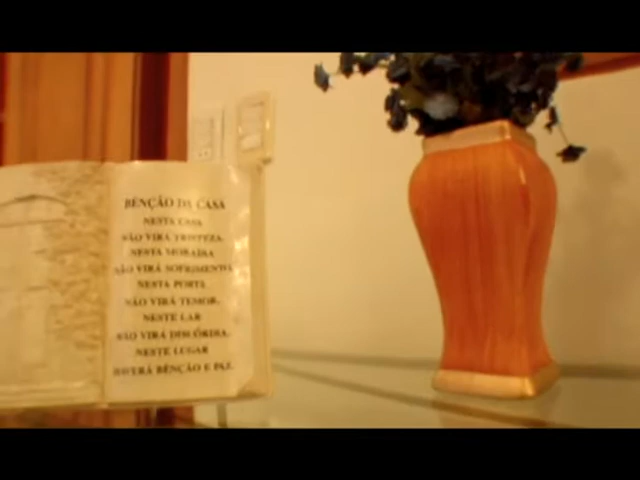 BÊNÇÃO DA CASA
NESTA CASA
NÃO VIRÁ TRISTEZA.
NESTA MORADIA
NÃO VIRÁ SOFRIMENTO.
NESTA PORTA
NÃO VIRÁ TEMOR.
NESTE LAR
NÃO VIRÁ DISCÓRDIA.
NESTE LUGAR
HAVERÁ BÊNÇÃO E PAZ.